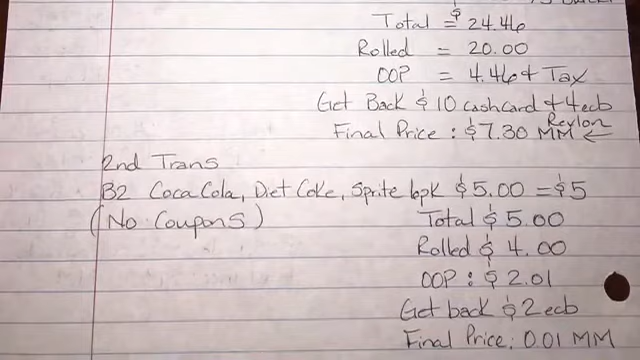 Total = $24.46
Rolled = 20.00
OOP = 4.46 + Tax
Get Back $10 cashcard + 4ecb
Revlon
Final Price: $7.30 MM ←
2nd Trans
B2 Coca Cola, Diet Coke, Sprite 6pk $5.00 = $5
(No Coupons)
Total $5.00
Rolled $4.00
OOP: $2.01
Get back $2 ecb
Final Price: 0.01 MM